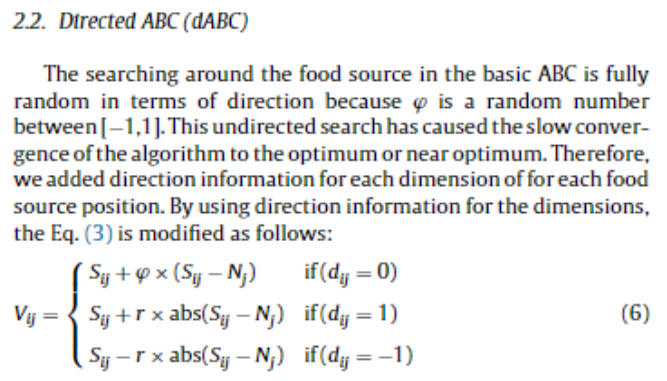 2.2. Directed ABC (dABC)
The searching around the food source in the basic ABC is fully
random in terms of direction because φ is a random number
between [−1,1]. This undirected search has caused the slow conver-
gence of the algorithm to the optimum or near optimum. Therefore,
we added direction information for each dimension of for each food
source position. By using direction information for the dimensions,
the Eq. (3) is modified as follows:
V_ij = { S_ij + φ × (S_ij − N_j) if(d_ij = 0)
S_ij + r × abs(S_ij − N_j) if(d_ij = 1) (6)
S_ij − r × abs(S_ij − N_j) if(d_ij = −1)